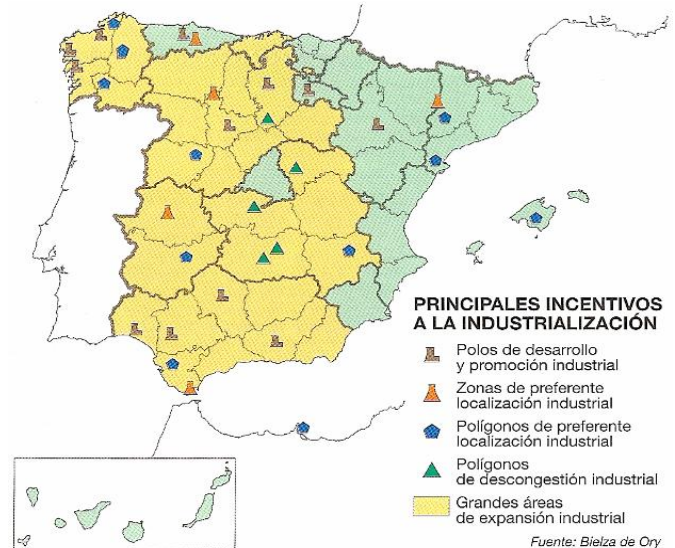 PRINCIPALES INCENTIVOS
A LA INDUSTRIALIZACIÓN
Polos de desarrollo
y promoción industrial
Zonas de preferente
localización industrial
Polígonos de preferente
localización industrial
Polígonos
de descongestión industrial
Grandes áreas
de expansión industrial
Fuente: Bielza de Ory